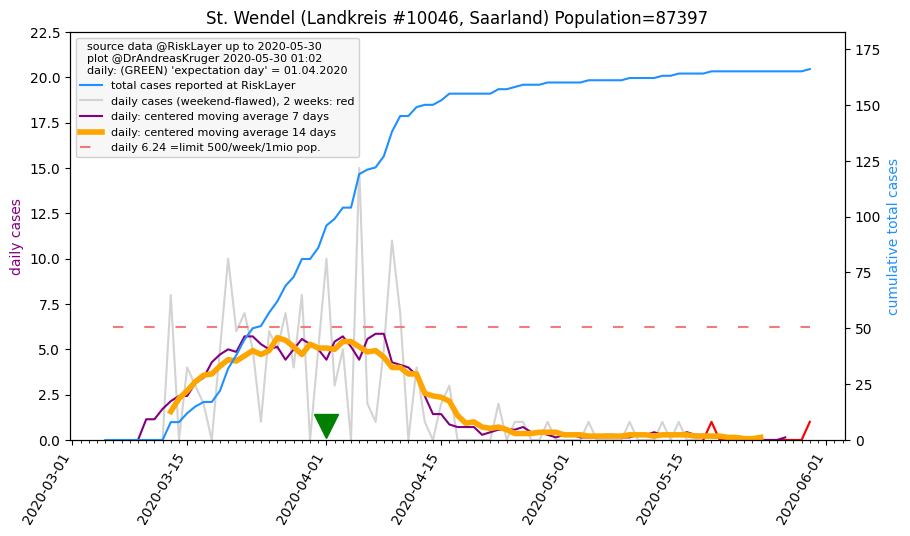 St. Wendel (Landkreis #10046, Saarland) Population=87397
source data @RiskLayer up to 2020-05-30
plot @DrAndreasKruger 2020-05-30 01:02
daily: (GREEN) 'expectation day' = 01.04.2020
total cases reported at RiskLayer
daily cases (weekend-flawed), 2 weeks: red
daily: centered moving average 7 days
daily: centered moving average 14 days
daily 6.24 =limit 500/week/1mio pop.
daily cases
22.5
20.0
17.5
15.0
12.5
10.0
7.5
5.0
2.5
0.0
175
150
125
100
75
50
25
0
cumulative total cases
2020-03-01
2020-03-15
2020-04-01
2020-04-15
2020-05-01
2020-05-15
2020-06-01